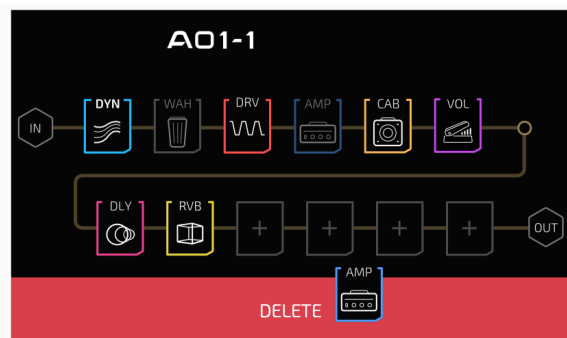 A01-1
IN DYN WAH DRV AMP CAB VOL
DLY RVB + + + + OUT
AMP
DELETE